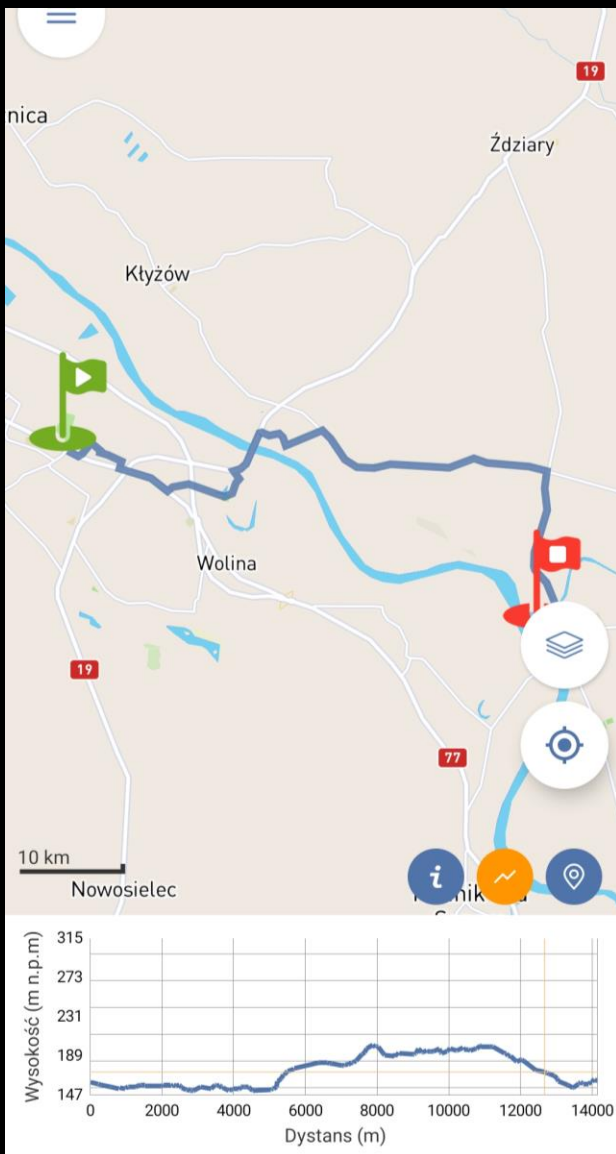 19
nica
Żdziary
Kłyżów
Wolina
19
77
10 km
Nowosielec
i
315
273
231
189
147
Wysokość (m n.p.m)
0 2000 4000 6000 8000 10000 12000 14000
Dystans (m)